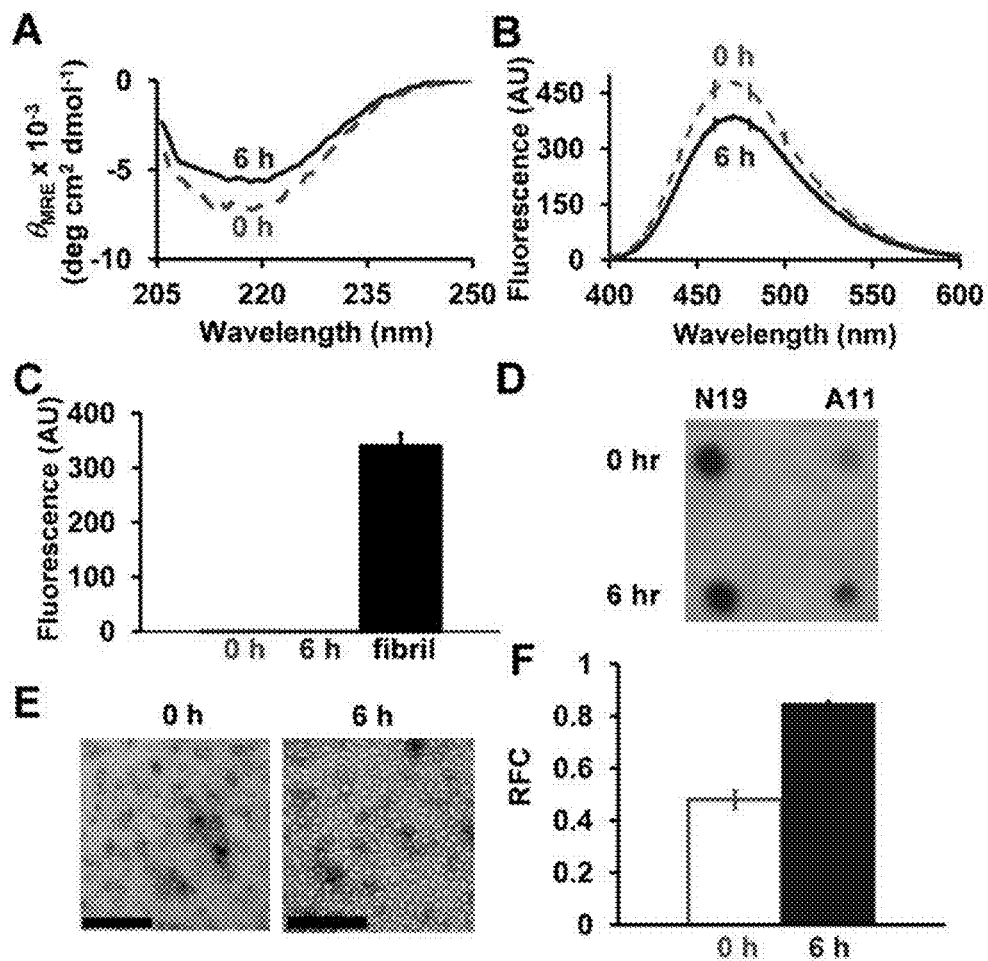 A
θMRE x 10-3
(deg cm2 dmol-1)
0
-5
-10
6 h
0 h
205 220 235 250
Wavelength (nm)
B
Fluorescence (AU)
450
300
150
0
0 h
6 h
400 450 500 550 600
Wavelength (nm)
C
Fluorescence (AU)
400
300
200
100
0
0 h 6 h fibril
D
N19 A11
0 hr
6 hr
E
0 h 6 h
F
RFC
1
0.8
0.6
0.4
0.2
0
0 h 6 h